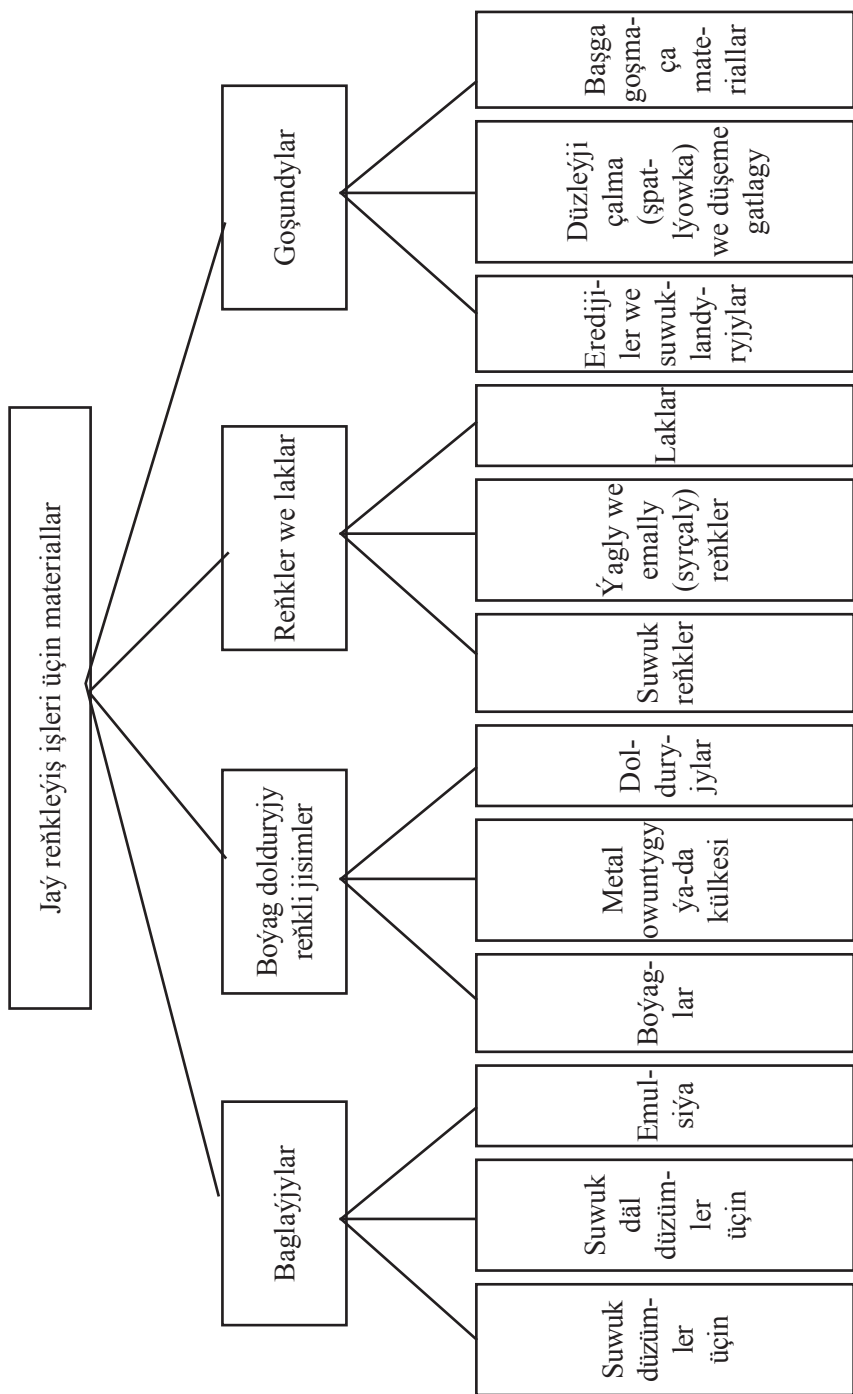 Jaý reňkleýiş işleri üçin materiallar
Baglaýjylar
Boýag dolduryjy
reňkli jisimler
Reňkler we laklar
Goşundylar
Suwuk
düzüm-
ler
üçin
Suwuk
däl
düzüm-
ler
üçin
Emul-
siýa
Boýag-
lar
Metal
owuntygy
ýa-da
külkesi
Dol-
dury-
jylar
Suwuk
reňkler
Ýagly we
emally
(syrçaly)
reňkler
Laklar
Erediji-
ler we
suwuk-
landy-
ryjylar
Düzleýji
çalma
(şpat-
lýowka)
we düşeme
gatlagy
Başga
goşma-
ça
mate-
riallar